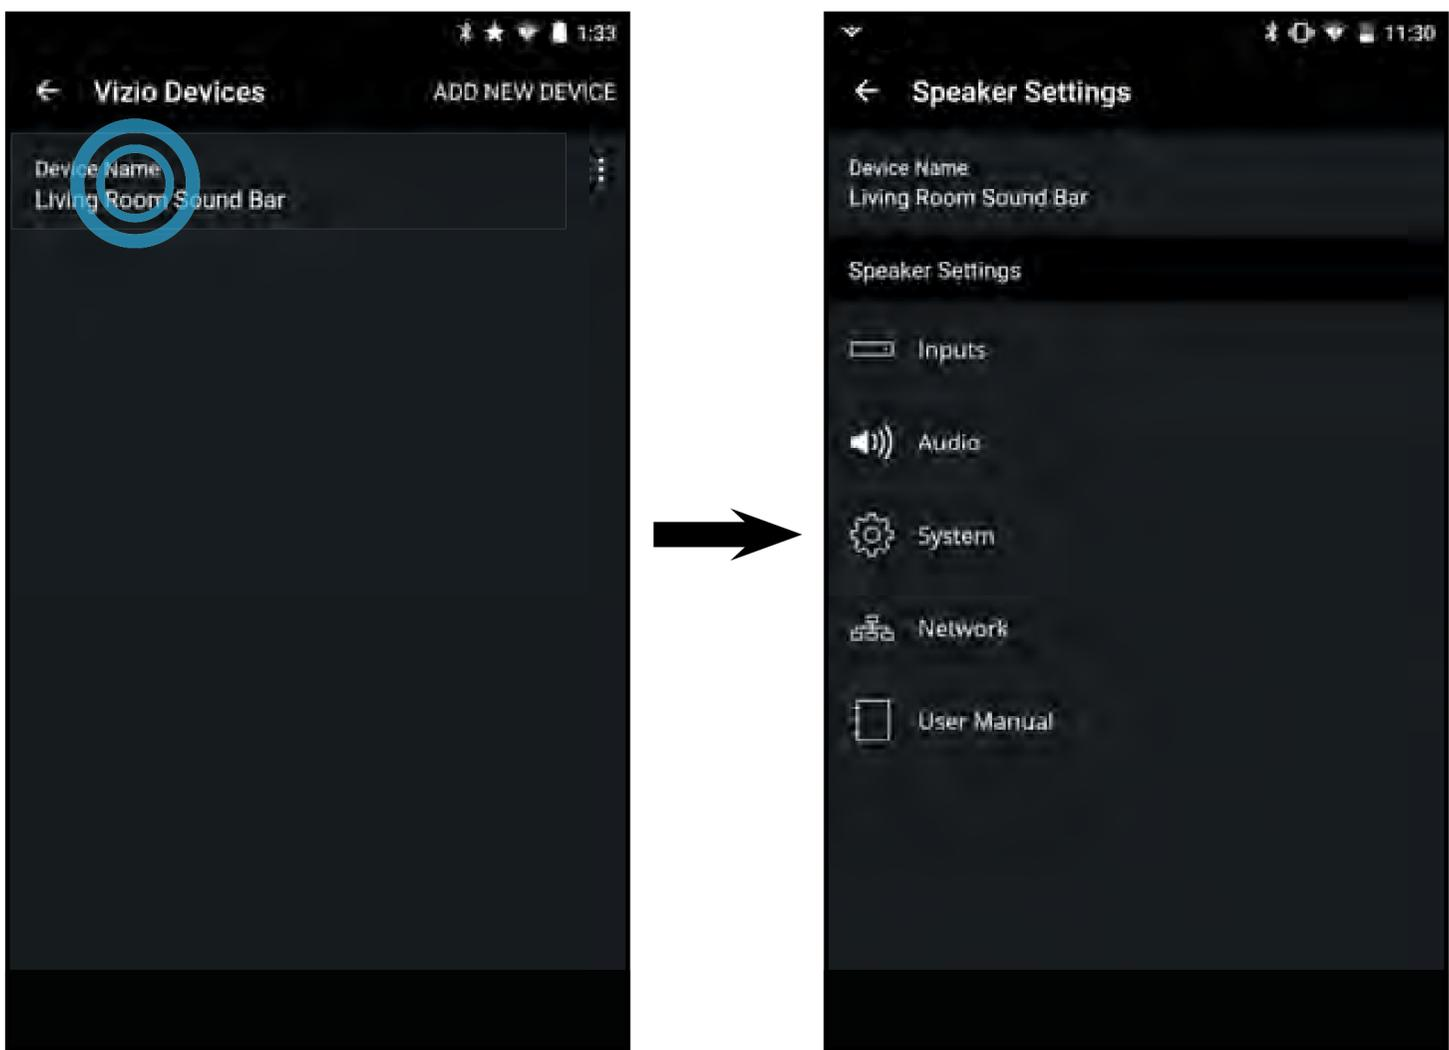 1:33
Vizio Devices ADD NEW DEVICE
Device Name
Living Room Sound Bar
11:30
Speaker Settings
Device Name
Living Room Sound Bar
Speaker Settings
Inputs
Audio
System
Network
User Manual